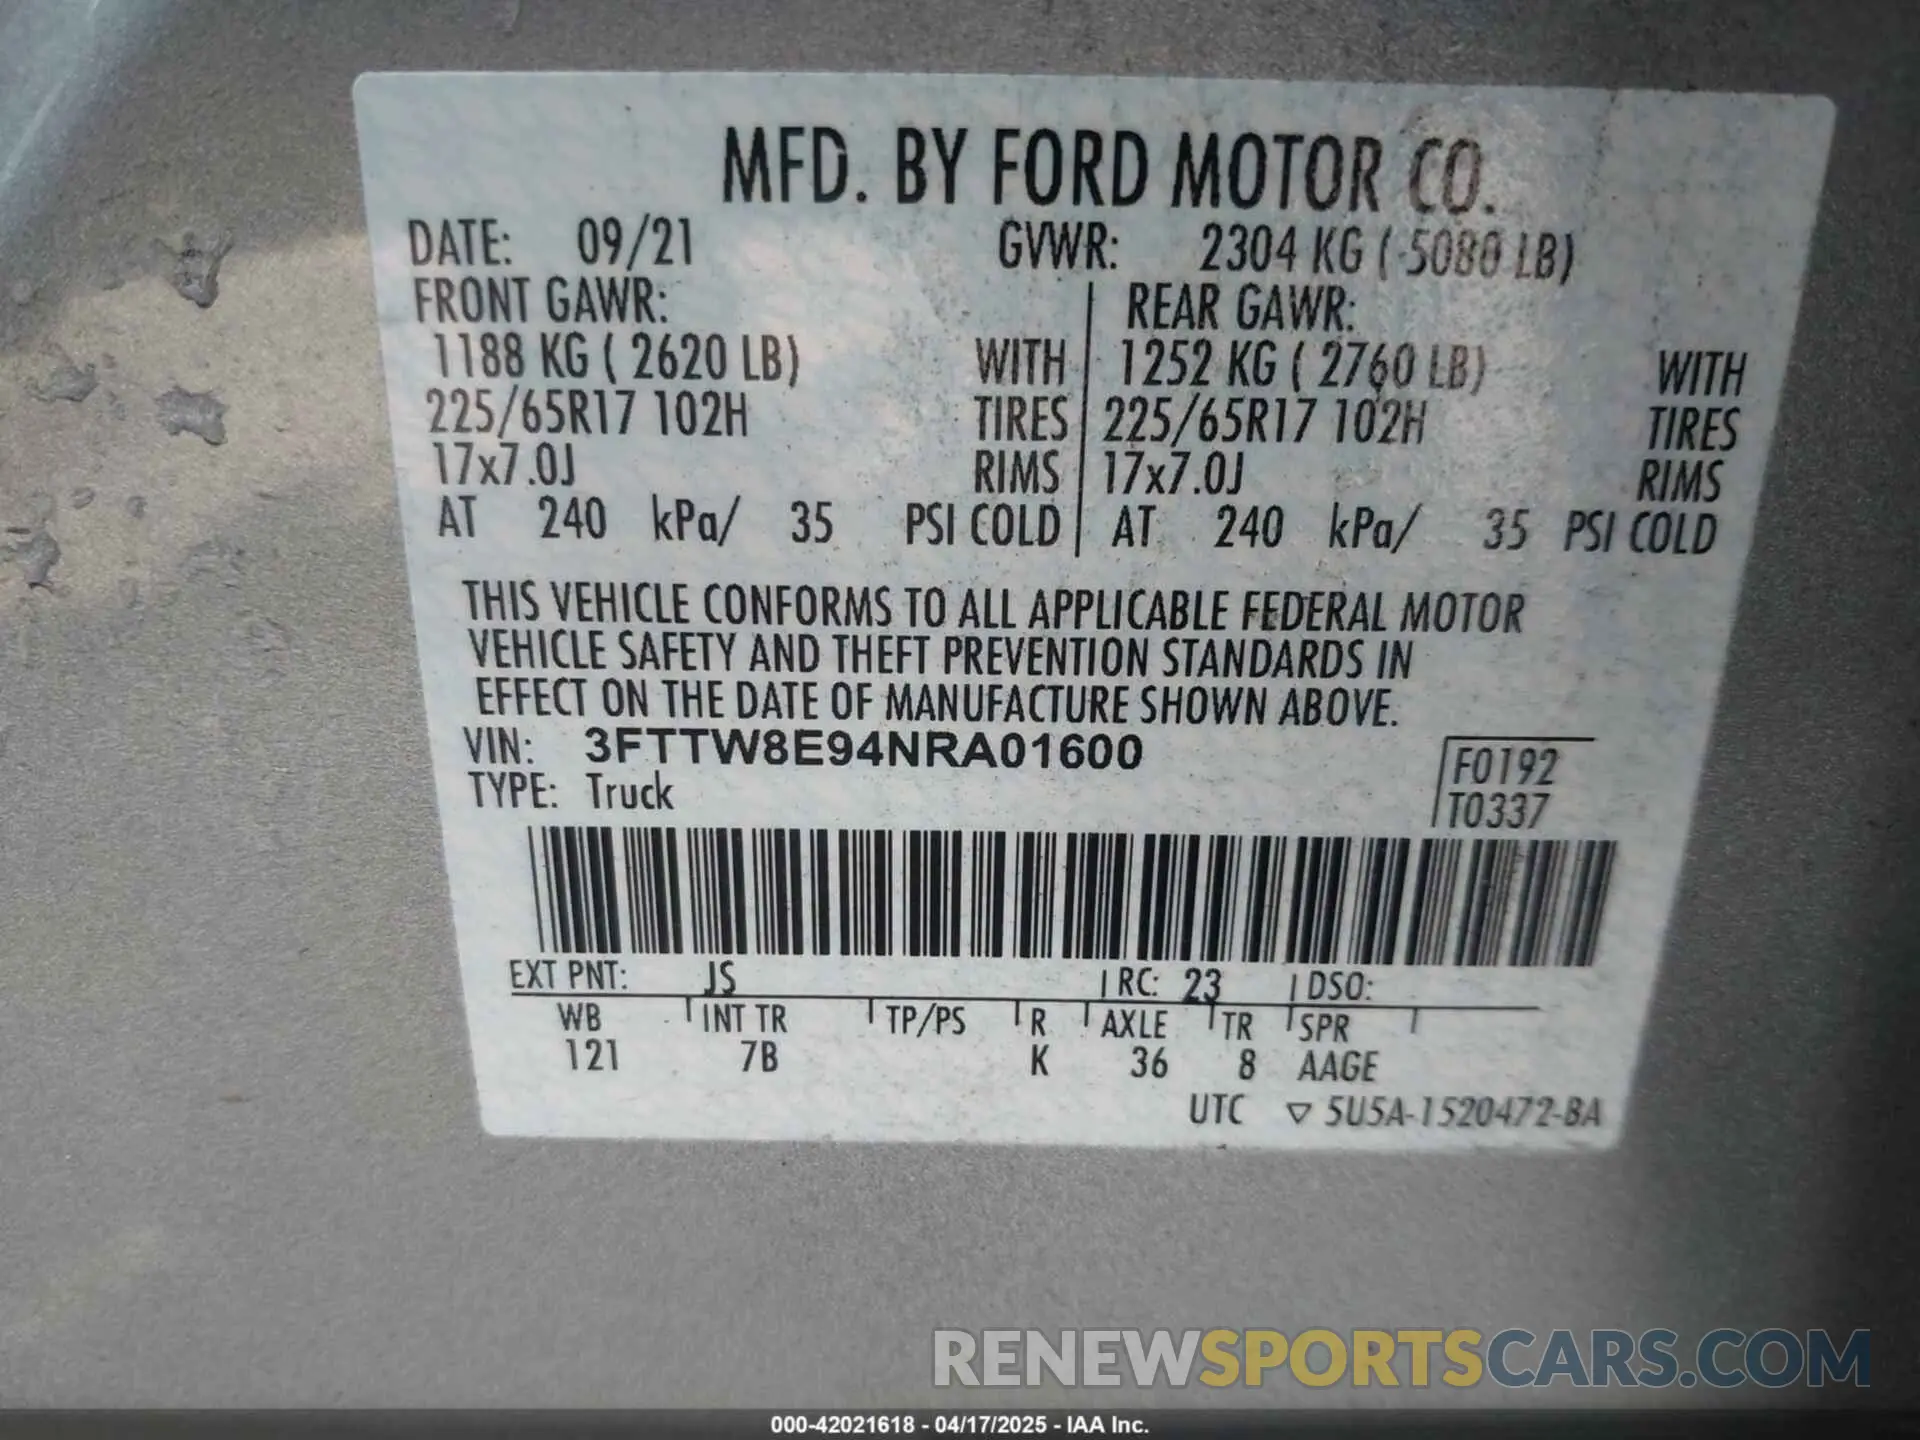 MFD. BY FORD MOTOR CO.
DATE: 09/21 GVWR: 2304 KG ( 5080 LB)
FRONT GAWR: REAR GAWR:
1188 KG ( 2620 LB) WITH 1252 KG ( 2760 LB) WITH
225/65R17 102H TIRES 225/65R17 102H TIRES
17x7.0J RIMS 17x7.0J RIMS
AT 240 kPa/ 35 PSI COLD AT 240 kPa/ 35 PSI COLD
THIS VEHICLE CONFORMS TO ALL APPLICABLE FEDERAL MOTOR
VEHICLE SAFETY AND THEFT PREVENTION STANDARDS IN
EFFECT ON THE DATE OF MANUFACTURE SHOWN ABOVE.
VIN: 3FTTW8E94NRA01600
TYPE: Truck
F0192
T0337
EXT PNT: JS RC: 23 DSO:
WB INT TR TP/PS R AXLE TR SPR
121 7B K 36 8 AAGE
UTC ▽ 5U5A-1520472-BA
RENEWSPORTSCARS.COM
000-42021618 - 04/17/2025 - IAA Inc.